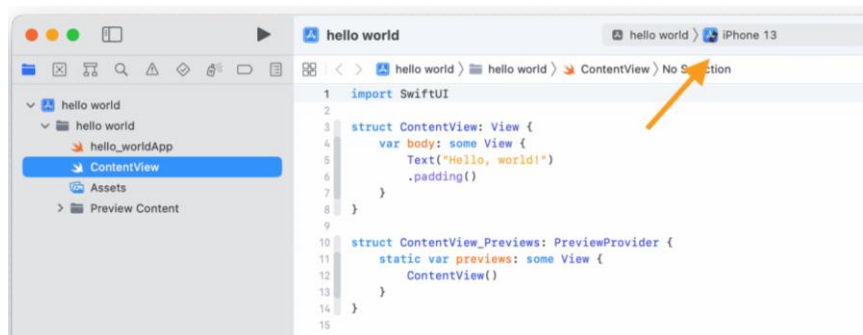 hello world
hello world 〉 iPhone 13
hello world 〉 hello world 〉 ContentView 〉 No Selection
hello world
hello world
hello_worldApp
ContentView
Assets
Preview Content
1 import SwiftUI
2
3 struct ContentView: View {
4     var body: some View {
5         Text("Hello, world!")
6         .padding()
7     }
8 }
9
10 struct ContentView_Previews: PreviewProvider {
11     static var previews: some View {
12         ContentView()
13     }
14 }
15